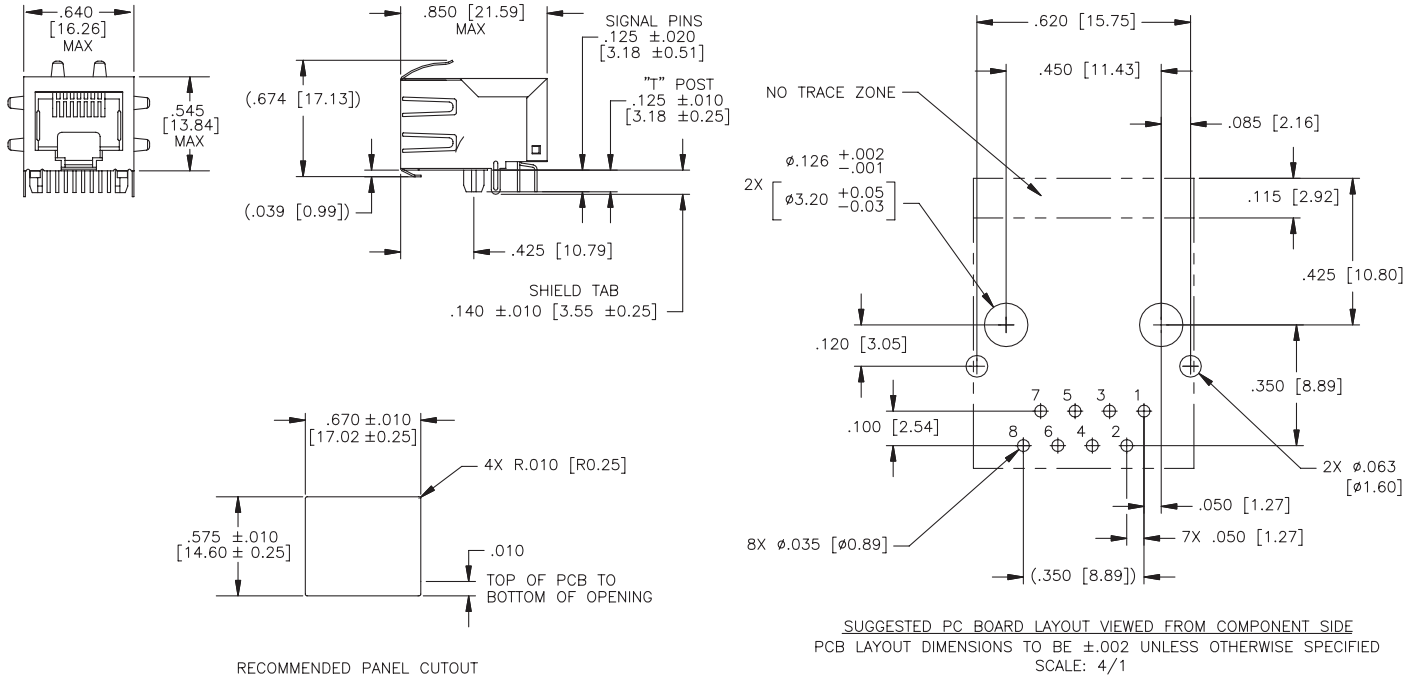 .640
[16.26]
MAX
.545
[13.84]
MAX
.850 [21.59]
MAX
(.674 [17.13])
(.039 [0.99])
SIGNAL PINS
.125 ±.020
[3.18 ±0.51]
"T" POST
.125 ±.010
[3.18 ±0.25]
.425 [10.79]
SHIELD TAB
.140 ±.010 [3.55 ±0.25]
.670 ±.010
[17.02 ±0.25]
4X R.010 [R0.25]
.575 ±.010
[14.60 ± 0.25]
.010
TOP OF PCB TO
BOTTOM OF OPENING
RECOMMENDED PANEL CUTOUT
.620 [15.75]
.450 [11.43]
NO TRACE ZONE
.085 [2.16]
ø.126 +.002
-.001
2X
[ø3.20 +0.05
-0.03]
.115 [2.92]
.425 [10.80]
.120 [3.05]
.350 [8.89]
7 5 3 1
.100 [2.54]
8 6 4 2
2X ø.063
[ø1.60]
.050 [1.27]
8X ø.035 [ø0.89]
7X .050 [1.27]
(.350 [8.89])
SUGGESTED PC BOARD LAYOUT VIEWED FROM COMPONENT SIDE
PCB LAYOUT DIMENSIONS TO BE ±.002 UNLESS OTHERWISE SPECIFIED
SCALE: 4/1